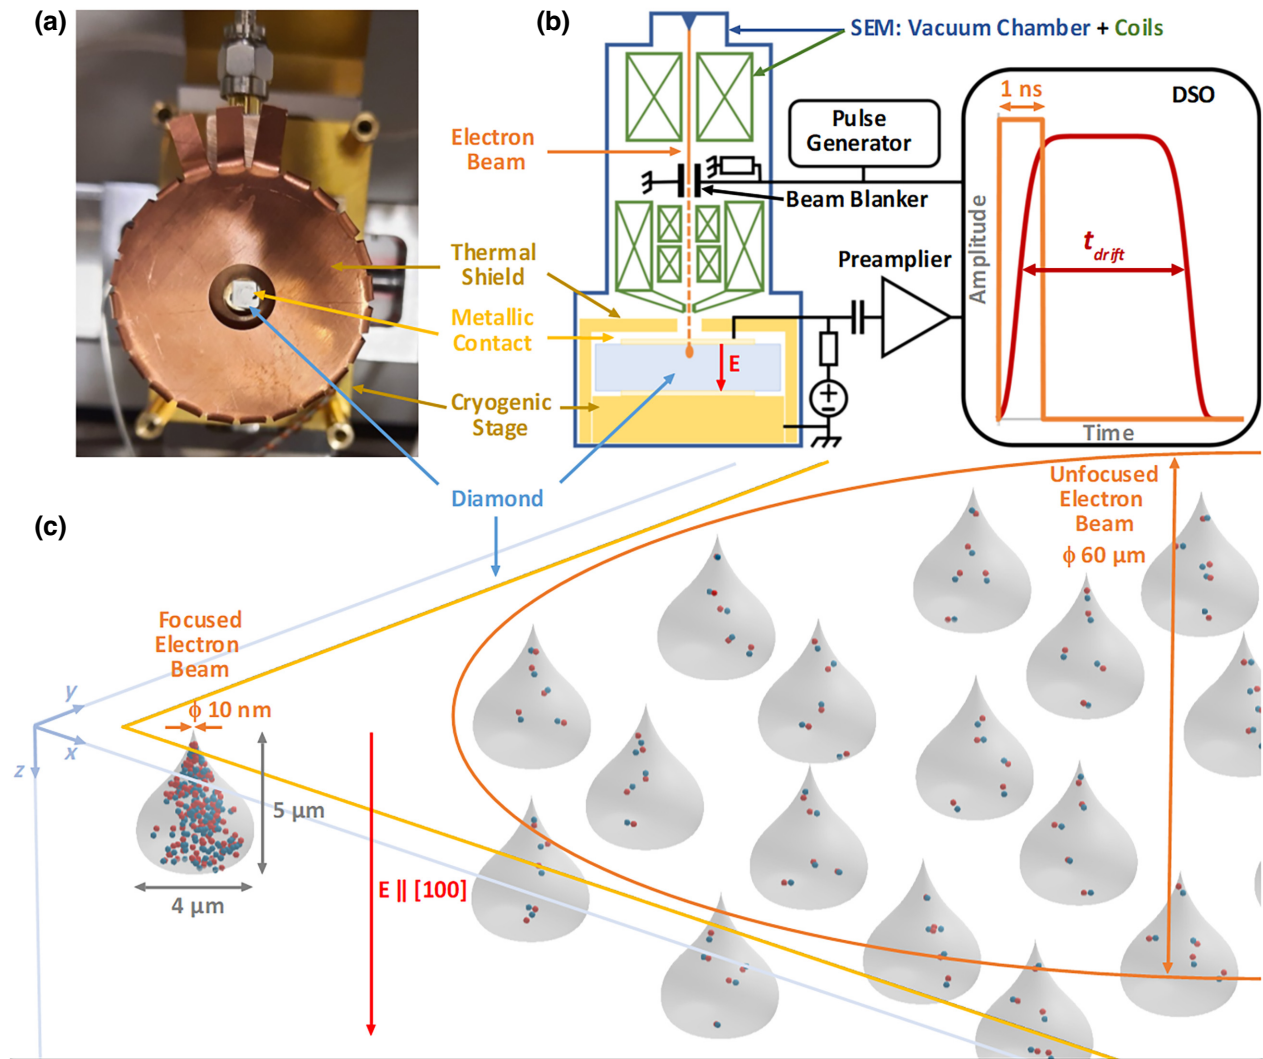 (a)
(b)
SEM: Vacuum Chamber + Coils
1 ns
DSO
Pulse
Generator
Electron
Beam
Beam Blanker
Amplitude
t drift
Thermal
Shield
Preamplier
Metallic
Contact
E
Cryogenic
Stage
Time
Diamond
(c)
Unfocused
Electron
Beam
ϕ 60 μm
Focused
Electron
Beam
y
ϕ 10 nm
x
z
5 μm
E || [100]
4 μm